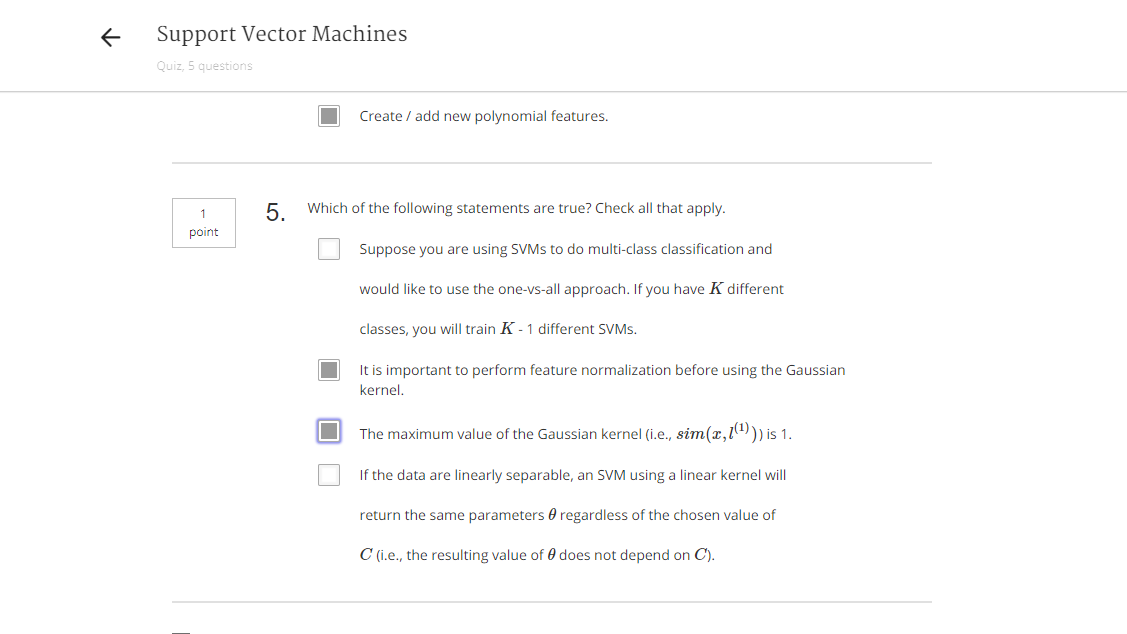 Support Vector Machines
Quiz, 5 questions
Create / add new polynomial features.
1
point
5.
Which of the following statements are true? Check all that apply.
Suppose you are using SVMs to do multi-class classification and
would like to use the one-vs-all approach. If you have K different
classes, you will train K - 1 different SVMs.
It is important to perform feature normalization before using the Gaussian
kernel.
The maximum value of the Gaussian kernel (i.e., sim(x, l⁽¹⁾)) is 1.
If the data are linearly separable, an SVM using a linear kernel will
return the same parameters θ regardless of the chosen value of
C (i.e., the resulting value of θ does not depend on C).